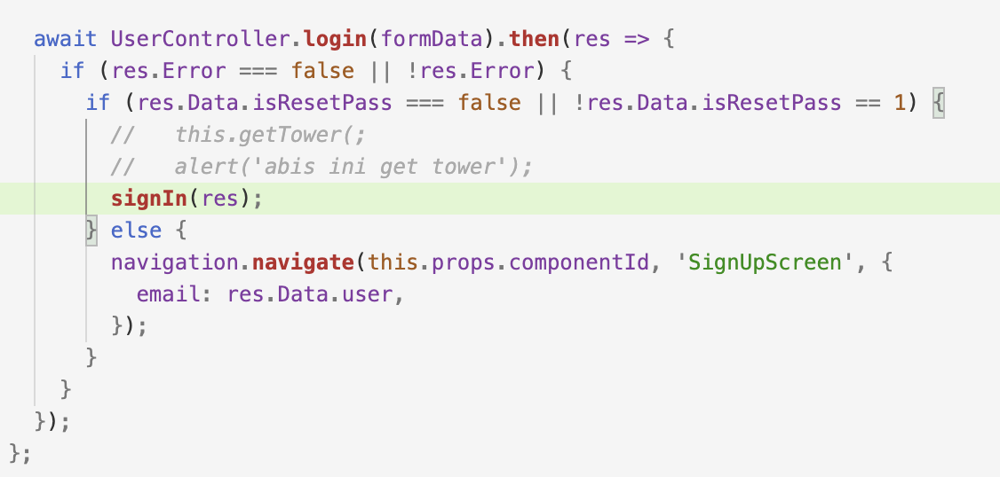 await UserController.login(formData).then(res => {
if (res.Error === false || !res.Error) {
if (res.Data.isResetPass === false || !res.Data.isResetPass == 1) {
//   this.getTower(;
//   alert('abis ini get tower');
signIn(res);
} else {
navigation.navigate(this.props.componentId, 'SignUpScreen', {
email: res.Data.user,
});
}
}
});
};